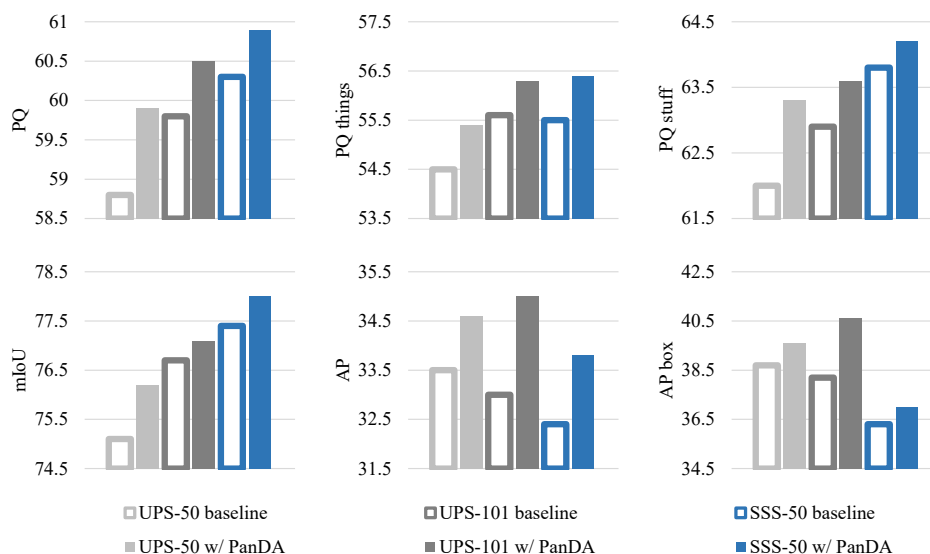 PQ
61
60.5
60
59.5
59
58.5
PQ things
57.5
56.5
55.5
54.5
53.5
PQ stuff
64.5
63.5
62.5
61.5
mIoU
78.5
77.5
76.5
75.5
74.5
AP
35.5
34.5
33.5
32.5
31.5
AP box
42.5
40.5
38.5
36.5
34.5
UPS-50 baseline
UPS-101 baseline
SSS-50 baseline
UPS-50 w/ PanDA
UPS-101 w/ PanDA
SSS-50 w/ PanDA